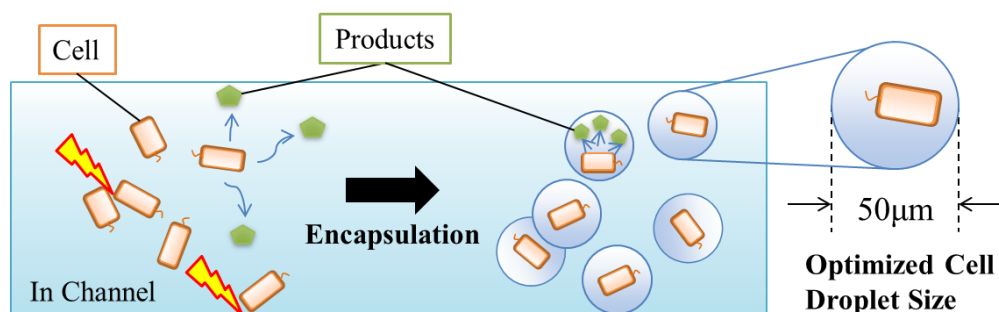 Cell
Products
Encapsulation
In Channel
50μm
Optimized Cell
Droplet Size